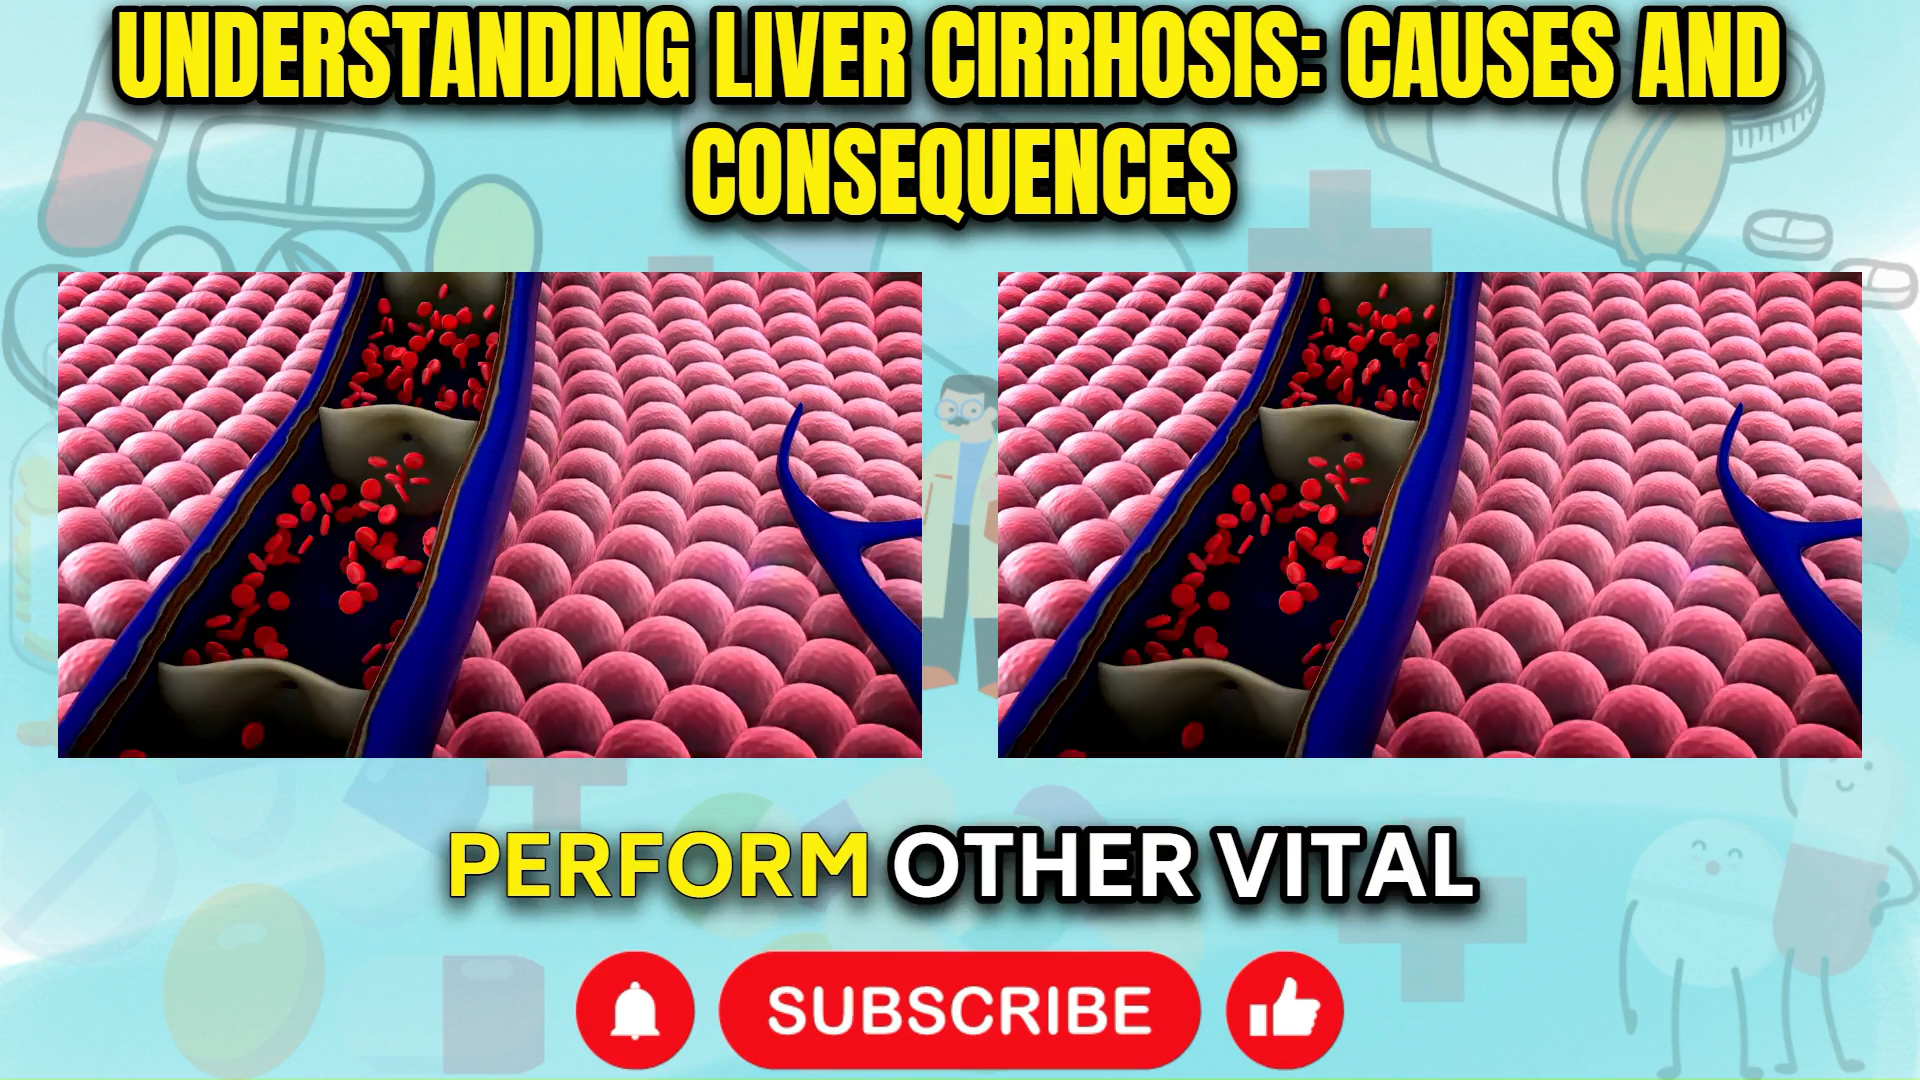 UNDERSTANDING LIVER CIRRHOSIS: CAUSES AND
CONSEQUENCES
PERFORM OTHER VITAL
SUBSCRIBE